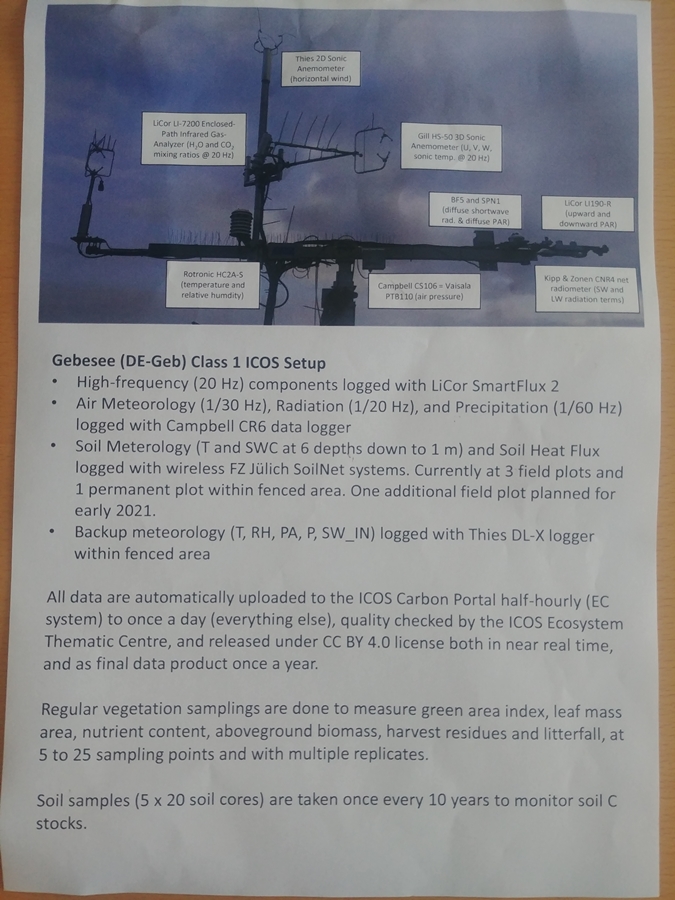 Thies 2D Sonic
Anemometer
(horizontal wind)
LiCor LI-7200 Enclosed-
Path Infrared Gas-
Analyzer (H₂O and CO₂
mixing ratios @ 20 Hz)
Gill HS-50 3D Sonic
Anemometer (U, V, W,
sonic temp. @ 20 Hz)
BF5 and SPN1
(diffuse shortwave
rad. & diffuse PAR)
LiCor LI190-R
(upward and
downward PAR)
Rotronic HC2A-S
(temperature and
relative humdity)
Campbell CS106 = Vaisala
PTB110 (air pressure)
Kipp & Zonen CNR4 net
radiometer (SW and
LW radiation terms)
Gebesee (DE-Geb) Class 1 ICOS Setup
• High-frequency (20 Hz) components logged with LiCor SmartFlux 2
• Air Meteorology (1/30 Hz), Radiation (1/20 Hz), and Precipitation (1/60 Hz)
logged with Campbell CR6 data logger
• Soil Meterology (T and SWC at 6 depths down to 1 m) and Soil Heat Flux
logged with wireless FZ Jülich SoilNet systems. Currently at 3 field plots and
1 permanent plot within fenced area. One additional field plot planned for
early 2021.
• Backup meteorology (T, RH, PA, P, SW_IN) logged with Thies DL-X logger
within fenced area
All data are automatically uploaded to the ICOS Carbon Portal half-hourly (EC
system) to once a day (everything else), quality checked by the ICOS Ecosystem
Thematic Centre, and released under CC BY 4.0 license both in near real time,
and as final data product once a year.
Regular vegetation samplings are done to measure green area index, leaf mass
area, nutrient content, aboveground biomass, harvest residues and litterfall, at
5 to 25 sampling points and with multiple replicates.
Soil samples (5 x 20 soil cores) are taken once every 10 years to monitor soil C
stocks.